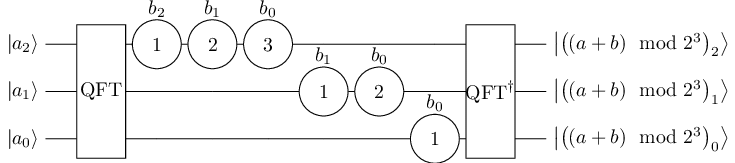 b₂ b₁ b₀
|a₂⟩ 1 2 3 |((a + b) mod 2³)₂⟩
b₁ b₀
|a₁⟩ QFT 1 2 QFT† |((a + b) mod 2³)₁⟩
b₀
|a₀⟩ 1 |((a + b) mod 2³)₀⟩